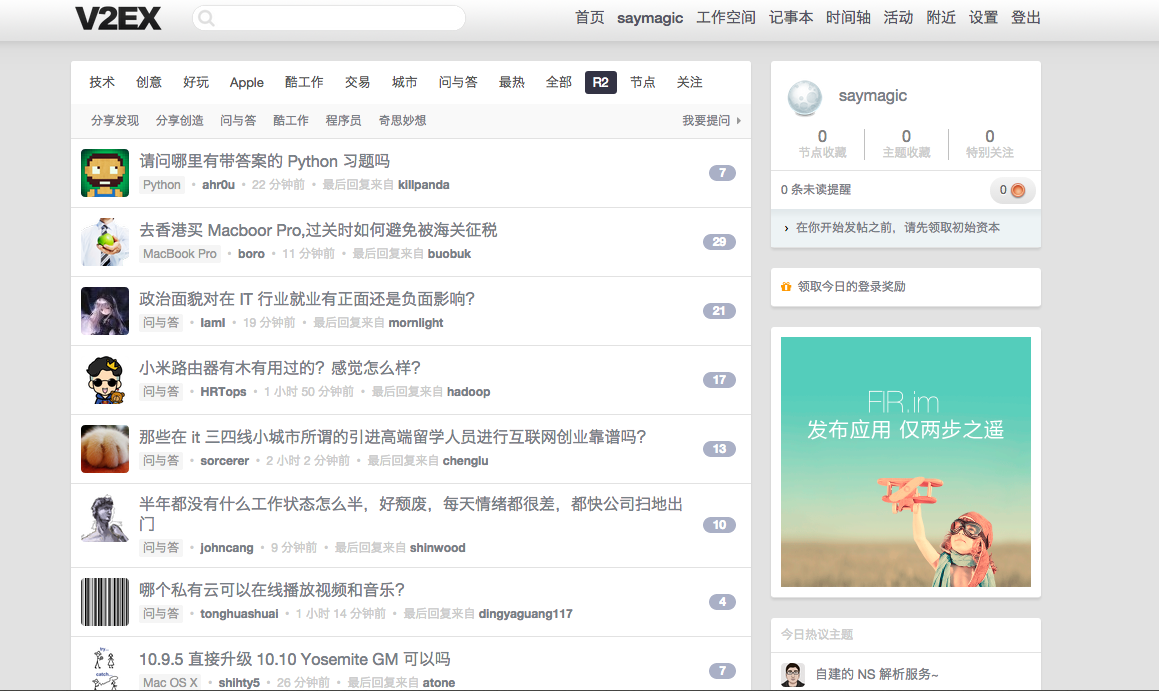 V2EX
首页 saymagic 工作空间 记事本 时间轴 活动 附近 设置 登出
技术 创意 好玩 Apple 酷工作 交易 城市 问与答 最热 全部 R2 节点 关注
分享发现 分享创造 问与答 酷工作 程序员 奇思妙想 我要提问
请问哪里有带答案的 Python 习题吗
Python • ahr0u • 22 分钟前 • 最后回复来自 killpanda
7
去香港买 Macboor Pro,过关时如何避免被海关征税
MacBook Pro • boro • 11 分钟前 • 最后回复来自 buobuk
29
政治面貌对在 IT 行业就业有正面还是负面影响?
问与答 • laml • 19 分钟前 • 最后回复来自 mornlight
21
小米路由器有木有用过的？感觉怎么样?
问与答 • HRTops • 1 小时 50 分钟前 • 最后回复来自 hadoop
17
那些在 it 三四线小城市所谓的引进高端留学人员进行互联网创业靠谱吗?
问与答 • sorcerer • 2 小时 2 分钟前 • 最后回复来自 chenglu
13
半年都没有什么工作状态怎么半，好颓废，每天情绪都很差，都快公司扫地出
门
问与答 • johncang • 9 分钟前 • 最后回复来自 shinwood
10
哪个私有云可以在线播放视频和音乐?
问与答 • tonghuashuai • 1 小时 14 分钟前 • 最后回复来自 dingyaguang117
4
try..
catch..
10.9.5 直接升级 10.10 Yosemite GM 可以吗
Mac OS X • shihty5 • 26 分钟前 • 最后回复来自 atone
7
saymagic
0 0 0
节点收藏 主题收藏 特别关注
0 条未读提醒 0
› 在你开始发帖之前，请先领取初始资本
领取今日的登录奖励
FIR.im
发布应用 仅两步之遥
今日热议主题
自建的 NS 解析服务~